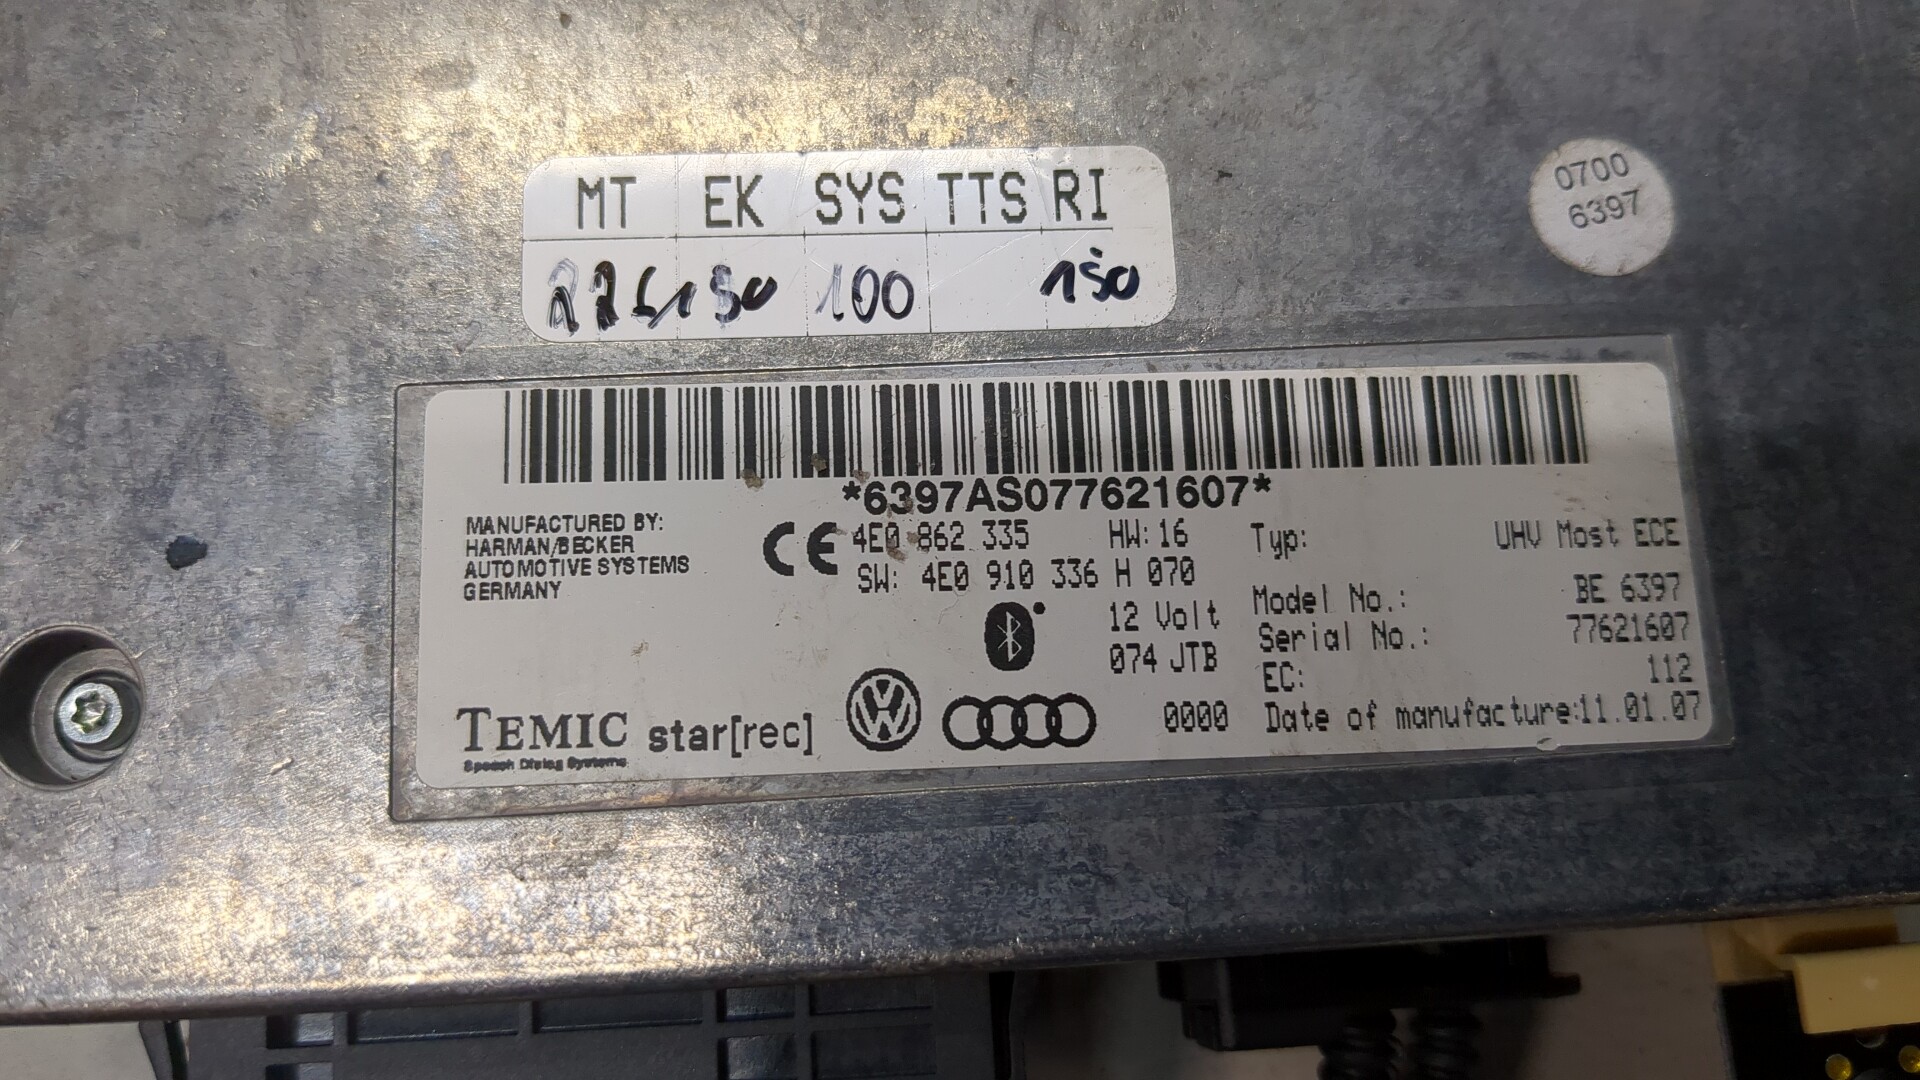 MT EK SYS TTS RI
100 150
0700
6397
*6397AS077621607*
MANUFACTURED BY:
HARMAN/BECKER
AUTOMOTIVE SYSTEMS
GERMANY
CE
4E0 862 335 HW: 16
SW: 4E0 910 336 H 070
12 Volt
074 JTB
0000
Typ: UHV Most ECE
Model No.: BE 6397
Serial No.: 77621607
EC: 112
Date of manufacture:11.01.07
TEMIC
Speech Dialog Systems
star[rec]